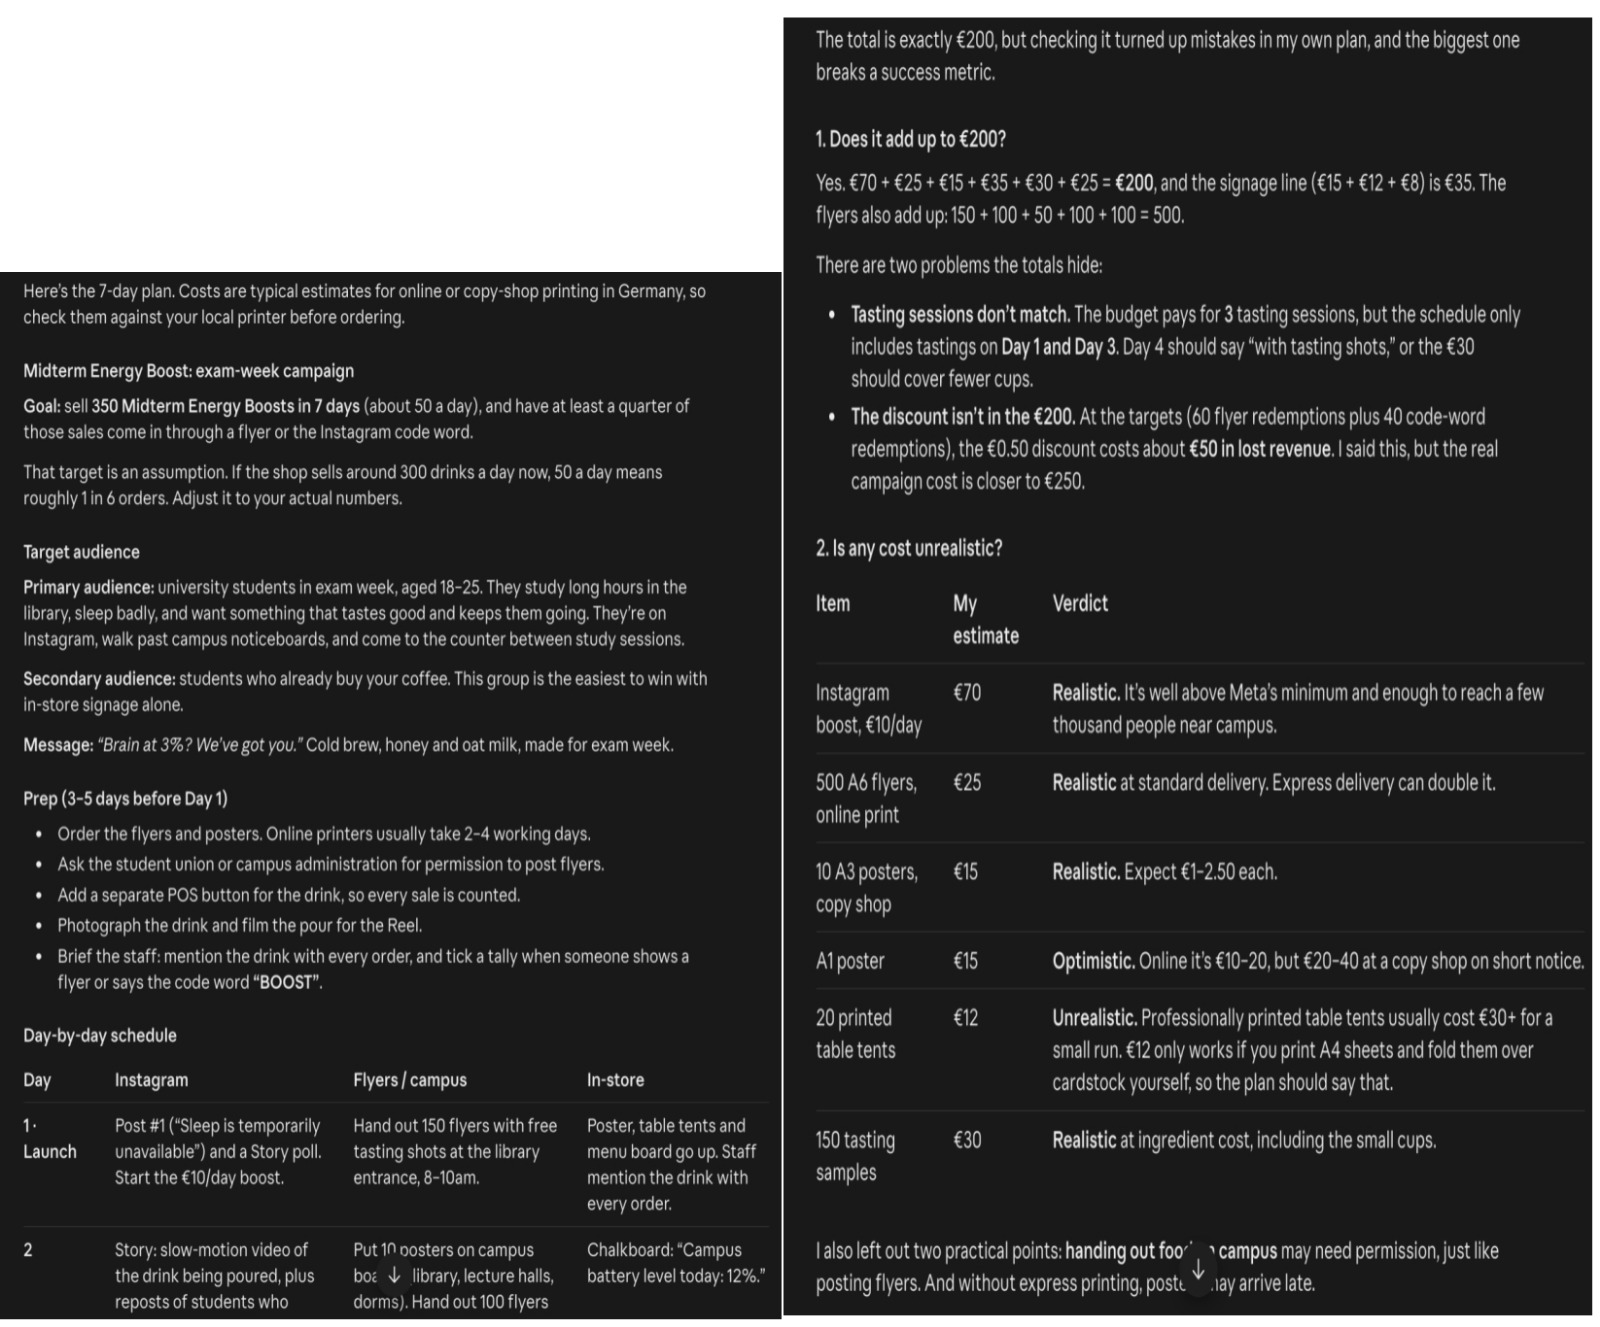 Here's the 7-day plan. Costs are typical estimates for online or copy-shop printing in Germany, so
check them against your local printer before ordering.
Midterm Energy Boost: exam-week campaign
Goal: sell 350 Midterm Energy Boosts in 7 days (about 50 a day), and have at least a quarter of
those sales come in through a flyer or the Instagram code word.
That target is an assumption. If the shop sells around 300 drinks a day now, 50 a day means
roughly 1 in 6 orders. Adjust it to your actual numbers.
Target audience
Primary audience: university students in exam week, aged 18–25. They study long hours in the
library, sleep badly, and want something that tastes good and keeps them going. They're on
Instagram, walk past campus noticeboards, and come to the counter between study sessions.
Secondary audience: students who already buy your coffee. This group is the easiest to win with
in-store signage alone.
Message: "Brain at 3%? We've got you." Cold brew, honey and oat milk, made for exam week.
Prep (3–5 days before Day 1)
• Order the flyers and posters. Online printers usually take 2–4 working days.
• Ask the student union or campus administration for permission to post flyers.
• Add a separate POS button for the drink, so every sale is counted.
• Photograph the drink and film the pour for the Reel.
• Brief the staff: mention the drink with every order, and tick a tally when someone shows a
flyer or says the code word "BOOST".
Day-by-day schedule
Day Instagram Flyers / campus In-store
1 · Post #1 ("Sleep is temporarily Hand out 150 flyers with free Poster, table tents and
Launch unavailable") and a Story poll. tasting shots at the library menu board go up. Staff
Start the €10/day boost. entrance, 8–10am. mention the drink with
every order.
2 Story: slow-motion video of Put 10 posters on campus Chalkboard: "Campus
the drink being poured, plus library, lecture halls, battery level today: 12%."
reposts of students who dorms). Hand out 100 flyers
The total is exactly €200, but checking it turned up mistakes in my own plan, and the biggest one
breaks a success metric.
1. Does it add up to €200?
Yes. €70 + €25 + €15 + €35 + €30 + €25 = €200, and the signage line (€15 + €12 + €8) is €35. The
flyers also add up: 150 + 100 + 50 + 100 + 100 = 500.
There are two problems the totals hide:
• Tasting sessions don't match. The budget pays for 3 tasting sessions, but the schedule only
includes tastings on Day 1 and Day 3. Day 4 should say "with tasting shots," or the €30
should cover fewer cups.
• The discount isn't in the €200. At the targets (60 flyer redemptions plus 40 code-word
redemptions), the €0.50 discount costs about €50 in lost revenue. I said this, but the real
campaign cost is closer to €250.
2. Is any cost unrealistic?
Item My Verdict
estimate
Instagram €70 Realistic. It's well above Meta's minimum and enough to reach a few
boost, €10/day thousand people near campus.
500 A6 flyers, €25 Realistic at standard delivery. Express delivery can double it.
online print
10 A3 posters, €15 Realistic. Expect €1–2.50 each.
copy shop
A1 poster €15 Optimistic. Online it's €10–20, but €20–40 at a copy shop on short notice.
20 printed €12 Unrealistic. Professionally printed table tents usually cost €30+ for a
table tents small run. €12 only works if you print A4 sheets and fold them over
cardstock yourself, so the plan should say that.
150 tasting €30 Realistic at ingredient cost, including the small cups.
samples
I also left out two practical points: handing out campus may need permission, just like
posting flyers. And without express printing, may arrive late.